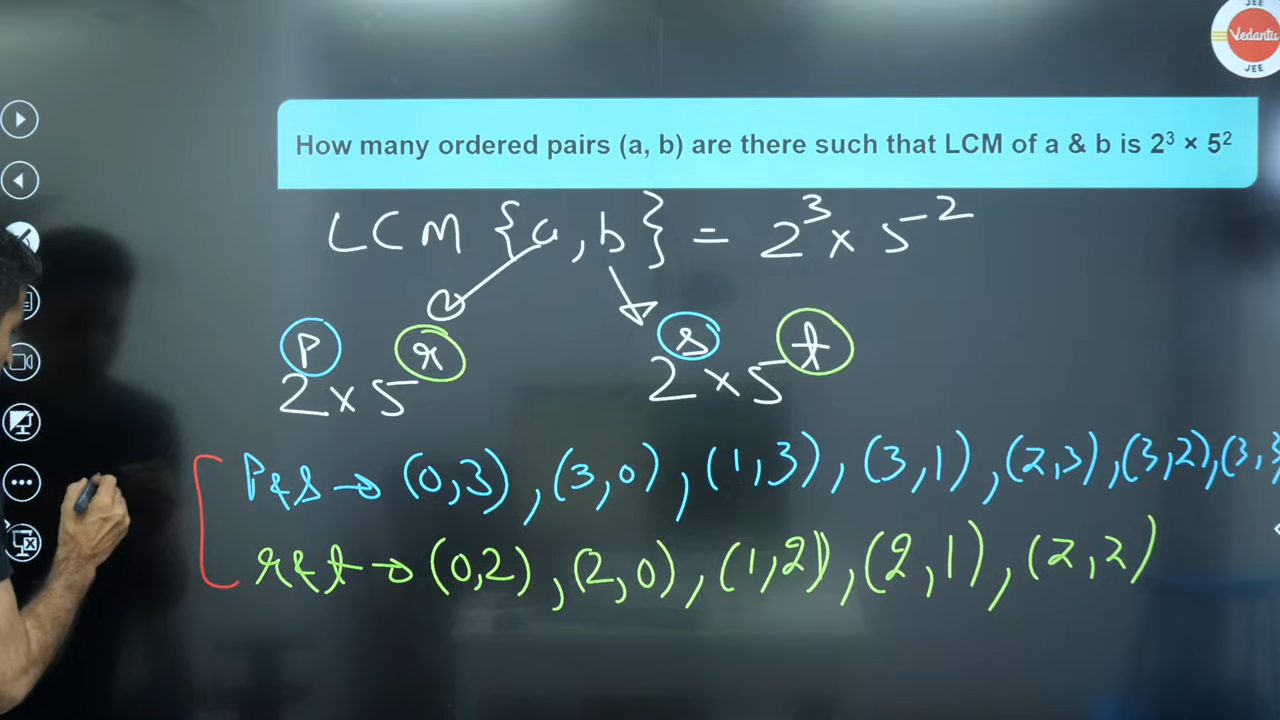 JEE
Vedantu
JEE
How many ordered pairs (a, b) are there such that LCM of a & b is 2³ × 5²
LCM {a, b} = 2³ × 5²
2^p × 5^r 2^s × 5^t
P & s → (0,3), (3,0), (1,3), (3,1), (2,3), (3,2), (3,3
r & t → (0,2), (2,0), (1,2), (2,1), (2,2)